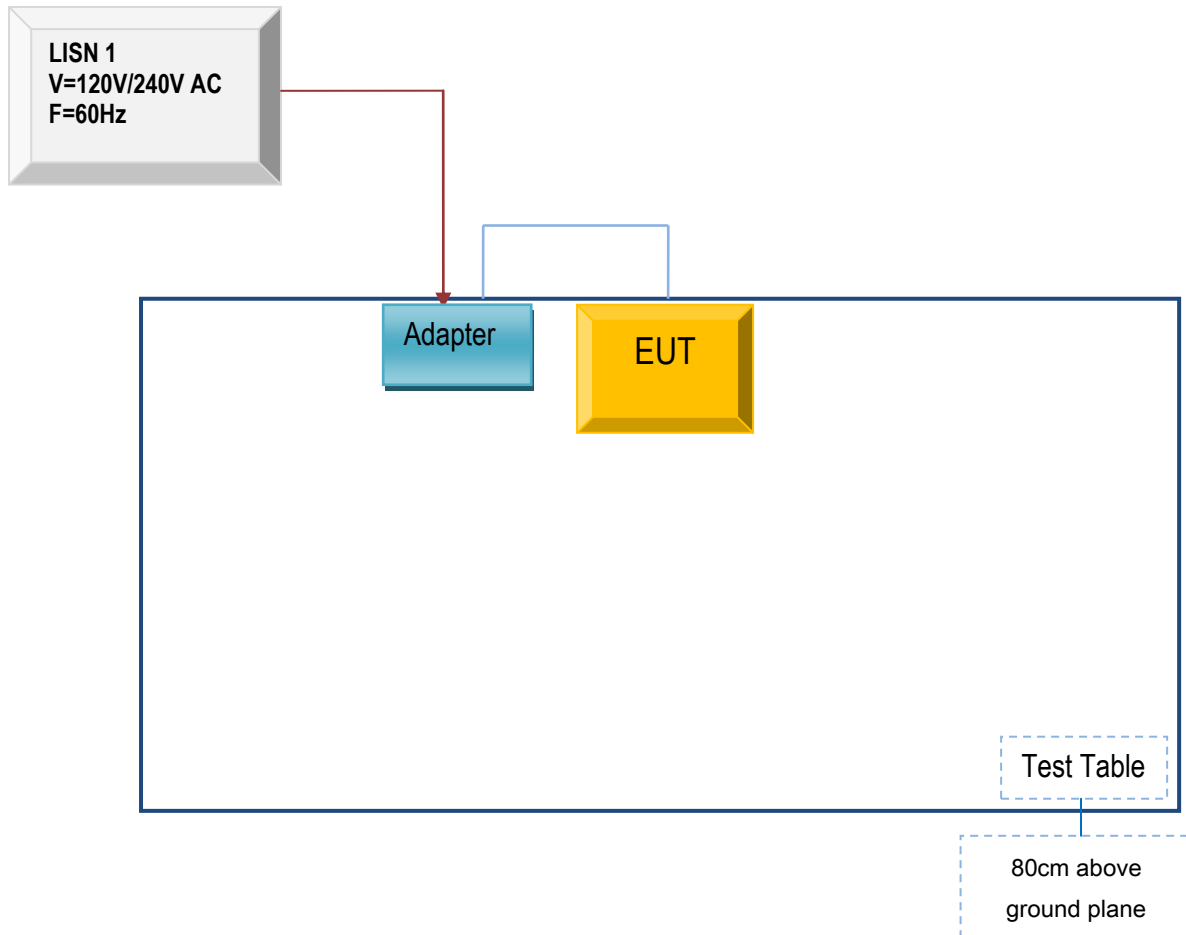 LISN 1
V=120V/240V AC
F=60Hz
Adapter
EUT
Test Table
80cm above
ground plane